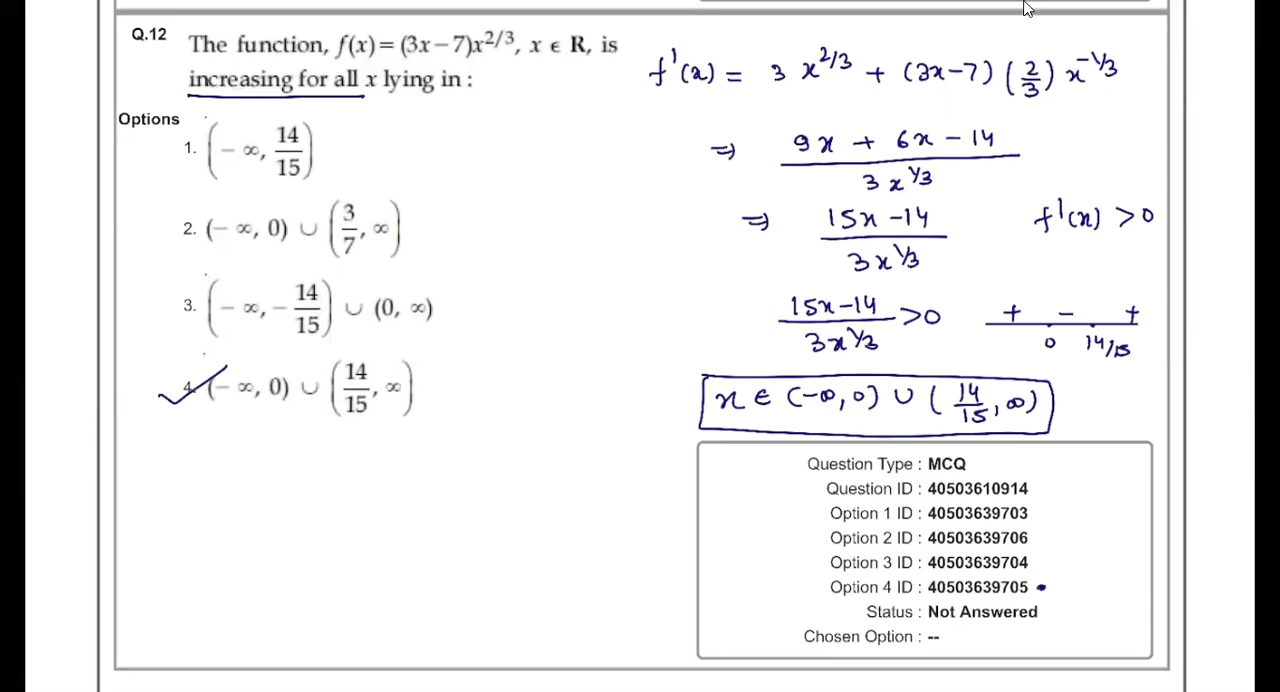 Q.12 The function, f(x) = (3x − 7)x^{2/3}, x ϵ R, is
increasing for all x lying in :
Options
1. (− ∞, 14/15)
2. (− ∞, 0) ∪ (3/7, ∞)
3. (− ∞, − 14/15) ∪ (0, ∞)
4. (− ∞, 0) ∪ (14/15, ∞)
f'(x) = 3 x^{2/3} + (3x−7) (2/3) x^{−1/3}
⇒ (9x + 6x − 14)/(3x^{1/3})
⇒ (15x − 14)/(3x^{1/3}) f'(x) > 0
(15x−14)/(3x^{1/3}) > 0 + − +
0 14/15
x ∈ (−∞, 0) ∪ (14/15, ∞)
Question Type : MCQ
Question ID : 40503610914
Option 1 ID : 40503639703
Option 2 ID : 40503639706
Option 3 ID : 40503639704
Option 4 ID : 40503639705
Status : Not Answered
Chosen Option : --